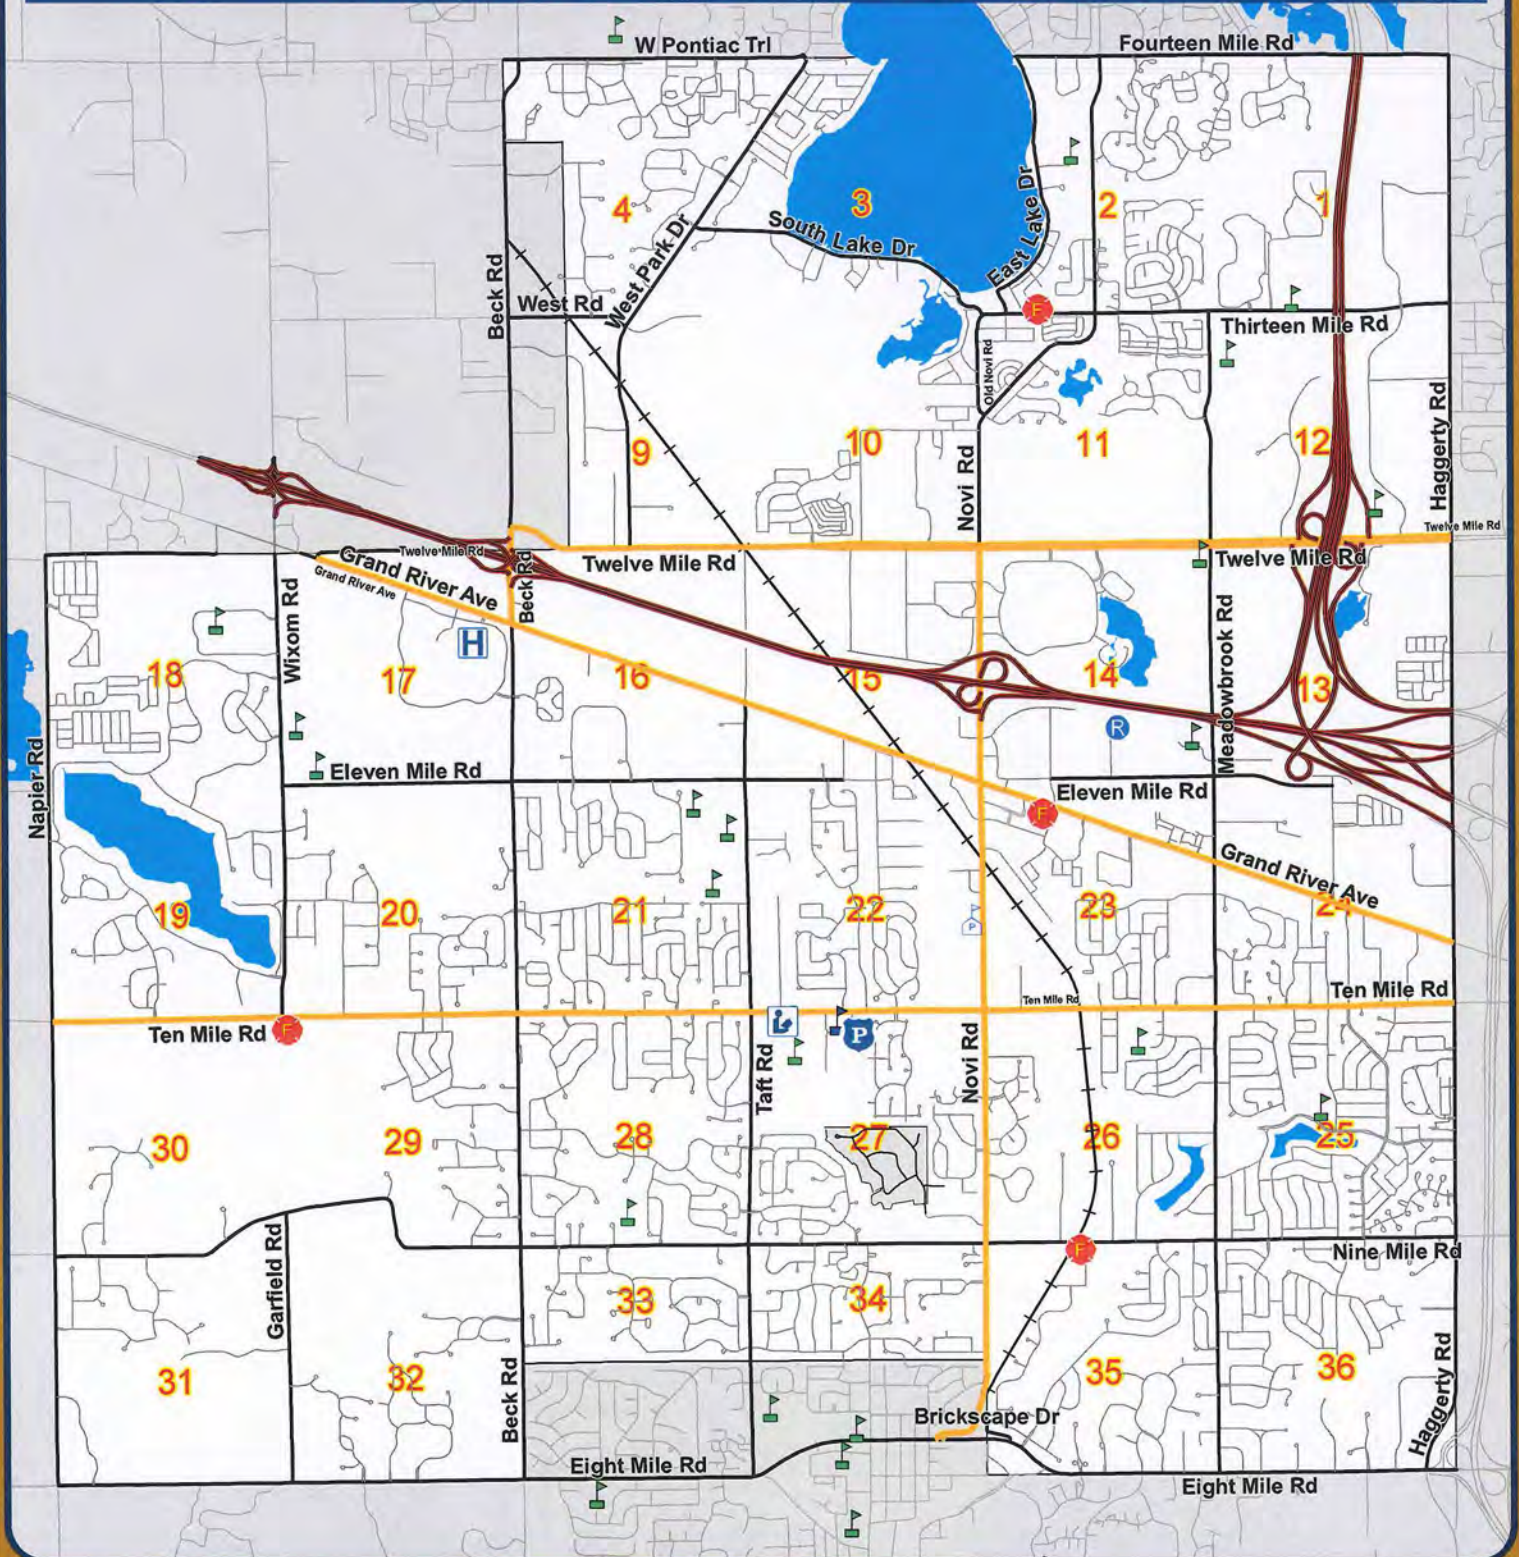 W Pontiac Trl
Fourteen Mile Rd
4
3
2
1
South Lake Dr
East Lake Dr
West Park Dr
Beck Rd
West Rd
F
Thirteen Mile Rd
Old Novi Rd
Haggerty Rd
9
10
11
12
Novi Rd
Twelve Mile Rd
Twelve Mile Rd
Grand River Ave
Grand River Ave
Twelve Mile Rd
Twelve Mile Rd
Beck Rd
Wixom Rd
H
Meadowbrook Rd
18
17
16
15
14
13
R
Napier Rd
Eleven Mile Rd
Eleven Mile Rd
F
Grand River Ave
19
20
21
22
23
24
P
Ten Mile Rd
Ten Mile Rd
Ten Mile Rd
F
P
Taft Rd
Novi Rd
30
29
28
27
26
25
Garfield Rd
F
Nine Mile Rd
33
34
31
32
35
36
Beck Rd
Haggerty Rd
Brickscape Dr
Eight Mile Rd
Eight Mile Rd